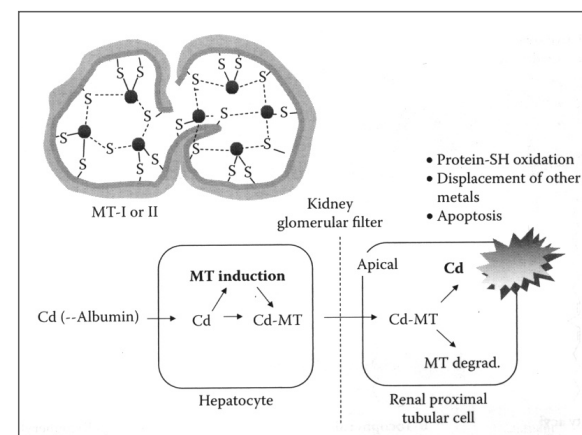 S S S S
S S
S S S
S S
S S S
S S S S
MT-I or II
• Protein-SH oxidation
• Displacement of other
metals
• Apoptosis
Kidney
glomerular filter
Apical
MT induction
Cd
Cd (--Albumin)
Cd
Cd-MT
Cd-MT
MT degrad.
Hepatocyte
Renal proximal
tubular cell